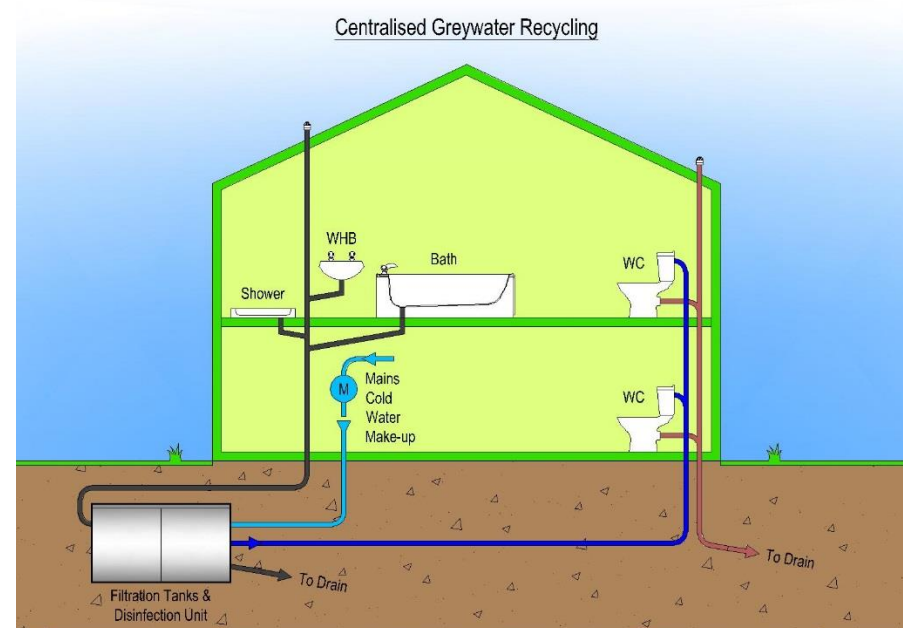 Centralised Greywater Recycling
WHB
Bath
WC
Shower
M
Mains
Cold
Water
Make-up
WC
To Drain
To Drain
Filtration Tanks &
Disinfection Unit